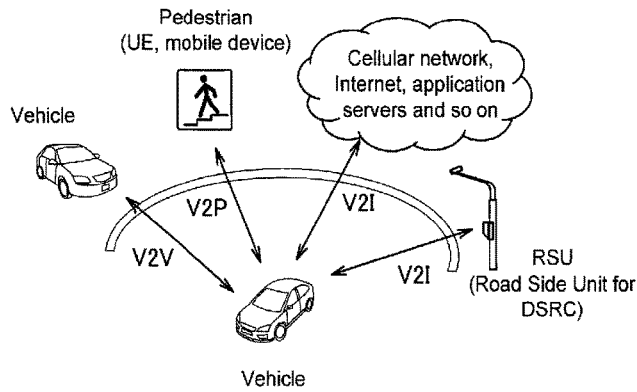 Pedestrian
(UE, mobile device)
Cellular network,
Internet, application
servers and so on
Vehicle
V2P
V2I
V2V
V2I
RSU
(Road Side Unit for
DSRC)
Vehicle